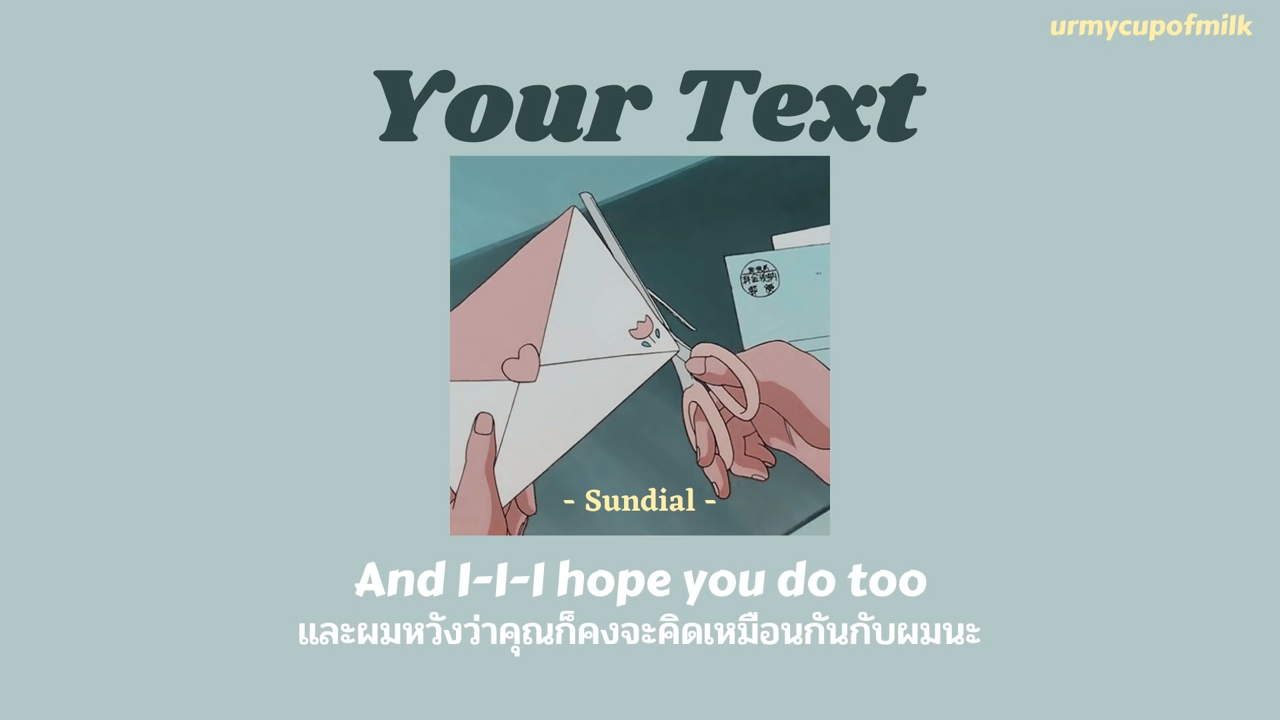 urmycupofmilk
Your Text
- Sundial -
And I-I-I hope you do too
และผมหวังว่าคุณก็คงจะคิดเหมือนกันกับผมนะ